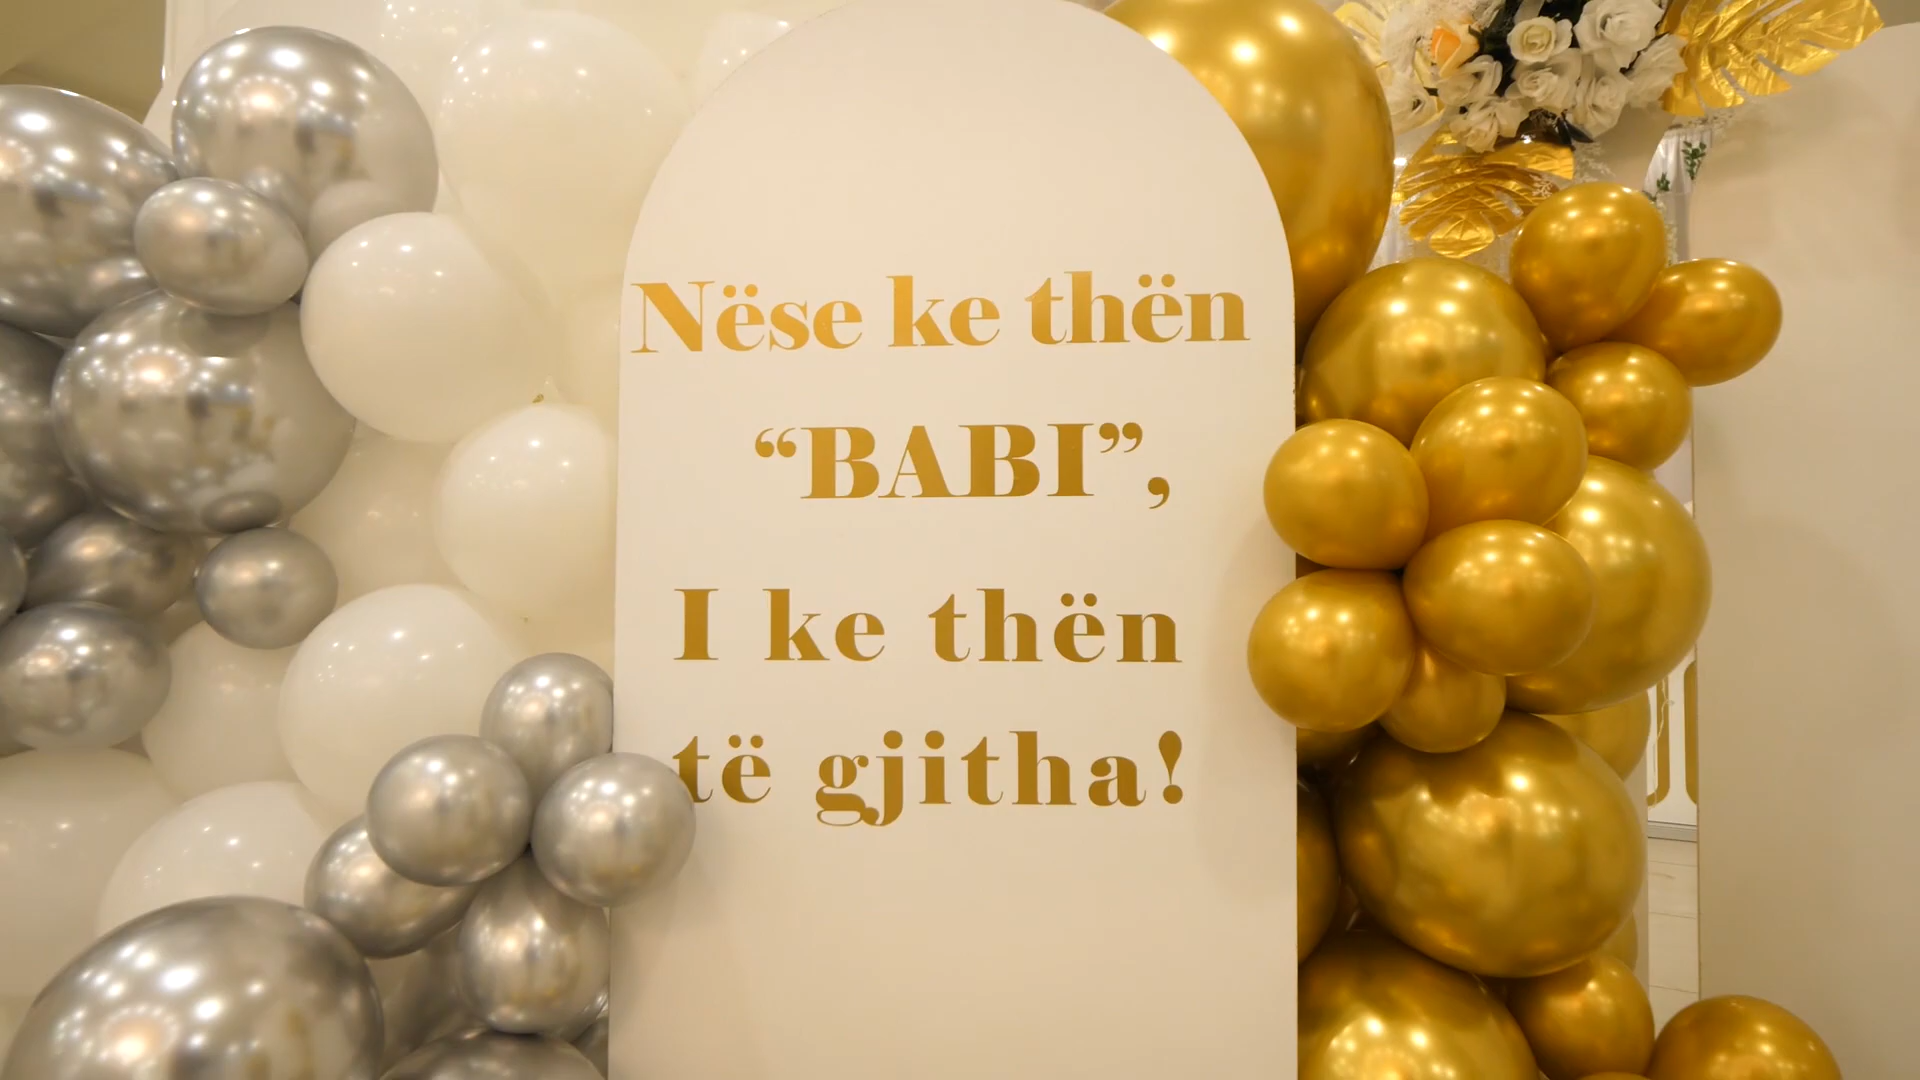 Nëse ke thën
“BABI”,
I ke thën
të gjitha!